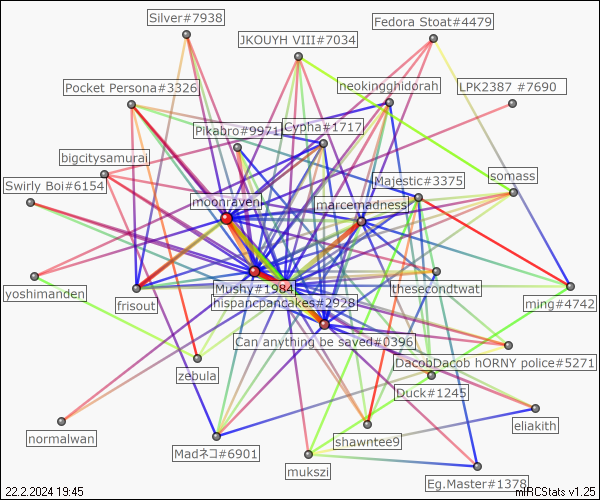 Silver#7938
Fedora Stoat#4479
JKOUYH VIII#7034
Pocket Persona#3326
neokingghidorah
LPK2387 #7690
Pikabro#9971
Cypha#1717
bigcitysamurai
Swirly Boi#6154
Majestic#3375
somass
moonraven
marcemadness
Mushy#1984
thesecondtwat
yoshimanden
frisout
hispancpancakes#2928
ming#4742
Can anything be saved#0396
DacobDacob hORNY police#5271
zebula
Duck#1245
eliakith
normalwan
Madネコ#6901
shawntee9
mukszi
Eg.Master#1378
22.2.2024 19:45
mIRCStats v1.25